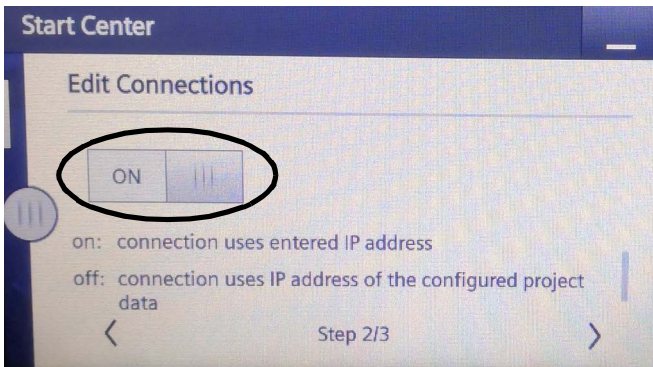 Start Center
Edit Connections
ON
on: connection uses entered IP address
off: connection uses IP address of the configured project
data
Step 2/3